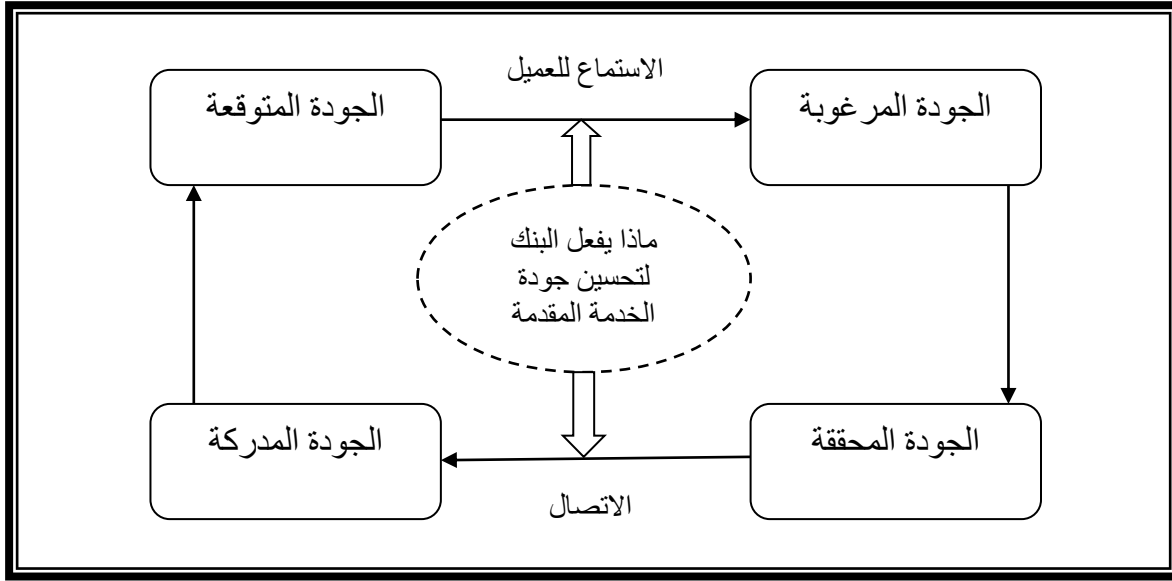 الاستماع للعميل
الجودة المرغوبة
الجودة المتوقعة
ماذا يفعل البنك
لتحسين جودة
الخدمة المقدمة
الجودة المحققة
الجودة المدركة
الاتصال